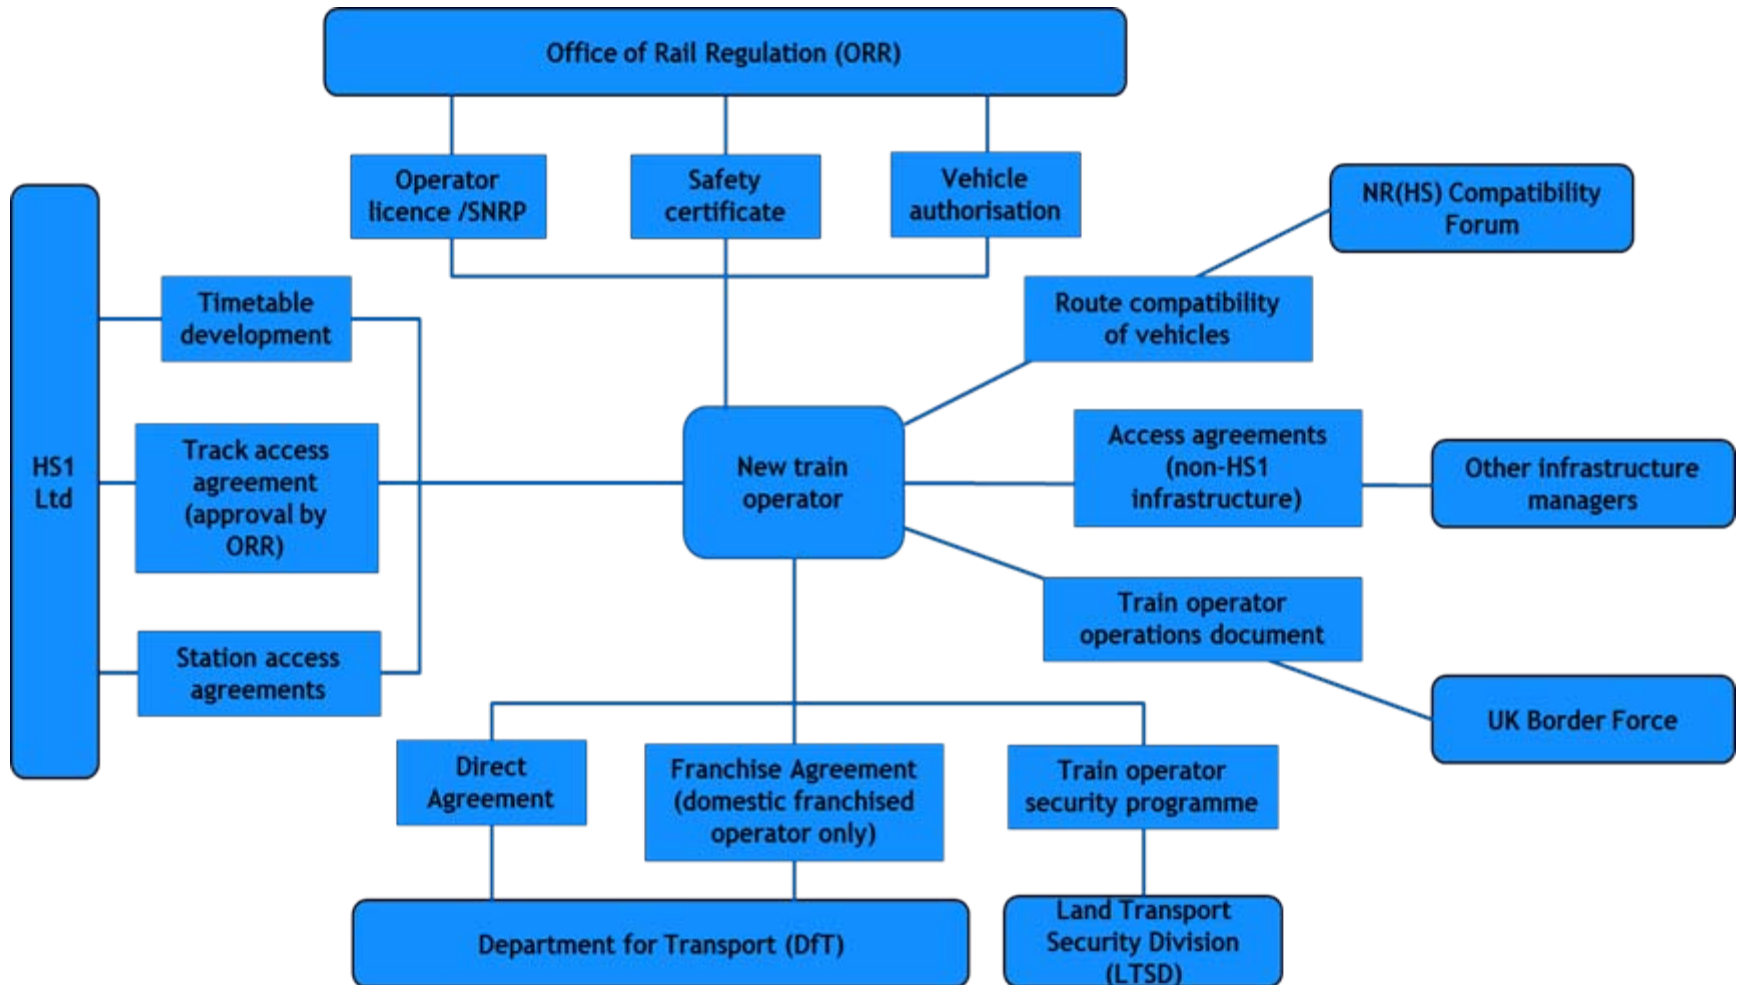 Office of Rail Regulation (ORR)
Operator
licence /SNRP
Safety
certificate
Vehicle
authorisation
NR(HS) Compatibility
Forum
Timetable
development
Route compatibility
of vehicles
HS1
Ltd
Track access
agreement
(approval by
ORR)
New train
operator
Access agreements
(non-HS1
infrastructure)
Other infrastructure
managers
Train operator
operations document
Station access
agreements
UK Border Force
Direct
Agreement
Franchise Agreement
(domestic franchised
operator only)
Train operator
security programme
Department for Transport (DfT)
Land Transport
Security Division
(LTSD)